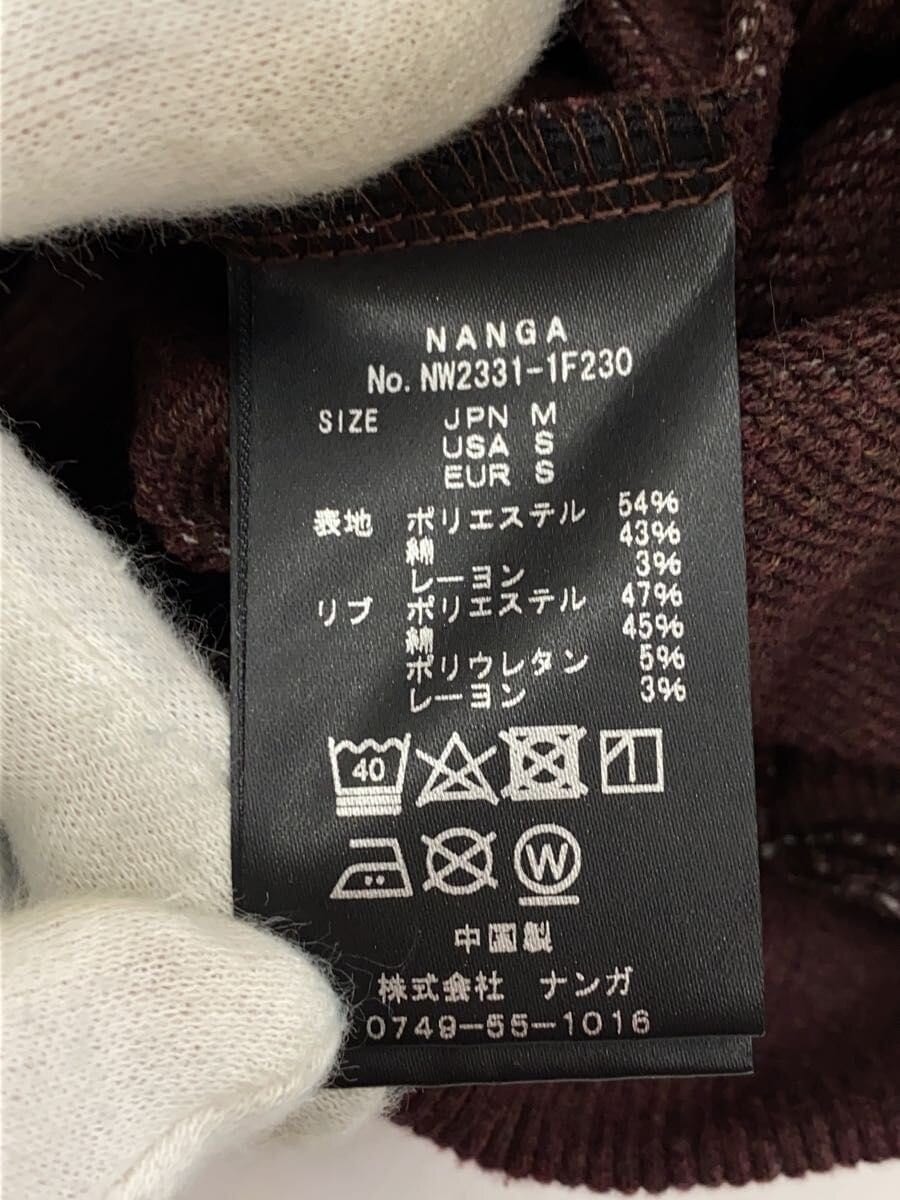 NANGA
No. NW2331-1F230
SIZE JPN M
USA S
EUR S
表地 ポリエステル 54%
綿 43%
レーヨン 3%
リブ ポリエステル 47%
綿 45%
ポリウレタン 5%
レーヨン 3%
40
W
中国製
株式会社 ナンガ
0749-55-1016